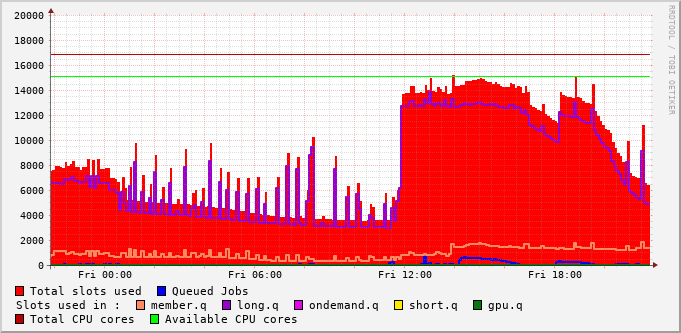 20000
18000
16000
14000
12000
10000
8000
6000
4000
2000
0
Fri 00:00 Fri 06:00 Fri 12:00 Fri 18:00
RRDTOOL / TOBI OETIKER
Total slots used Queued Jobs
Slots used in : member.q long.q ondemand.q short.q gpu.q
Total CPU cores Available CPU cores